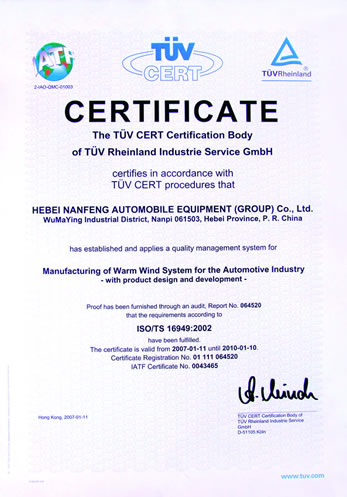 IATF
2-IAO-QMC-01003
TÜV
CERT
TÜVRheinland
CERTIFICATE
The TÜV CERT Certification Body
of TÜV Rheinland Industrie Service GmbH
certifies in accordance with
TÜV CERT procedures that
HEBEI NANFENG AUTOMOBILE EQUIPMENT (GROUP) Co., Ltd.
WuMaYing Industrial District, Nanpi 061503, Hebei Province, P. R. China
has established and applies a quality management system for
Manufacturing of Warm Wind System for the Automotive Industry
- with product design and development -
Proof has been furnished through an audit, Report No. 064520
that the requirements according to
ISO/TS 16949:2002
have been fulfilled.
The certificate is valid from 2007-01-11 until 2010-01-10.
Certificate Registration No. 01 111 064520
IATF Certificate No. 0043465
Hong Kong, 2007-01-11
TÜV CERT Certification Body of
TÜV Rheinland Industrie Service
GmbH
D-51105 Köln
www.tuv.com